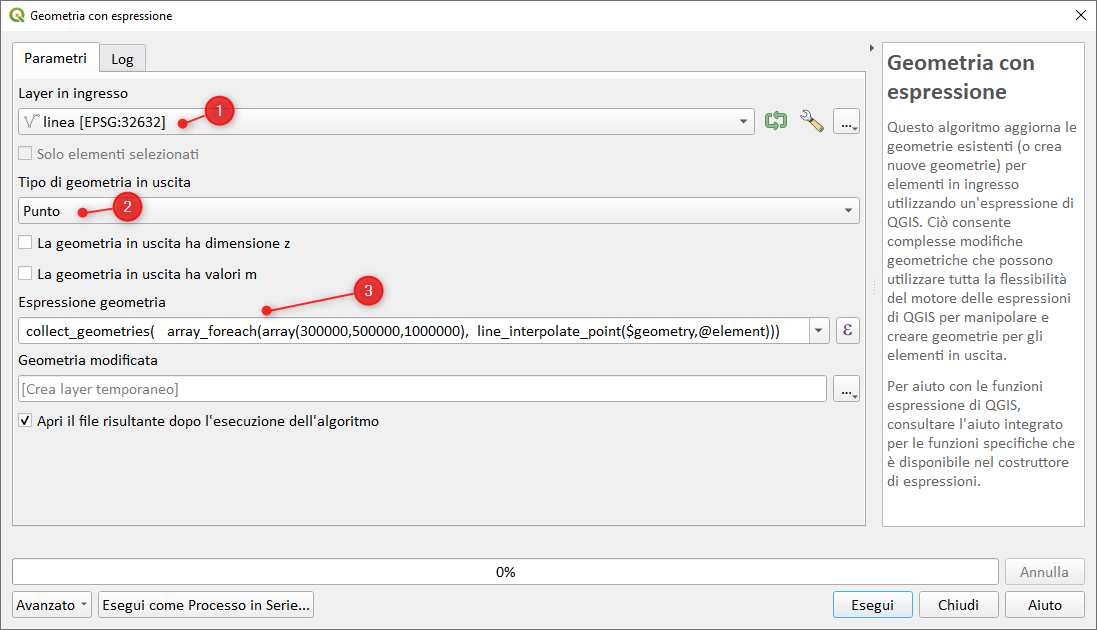 Geometria con espressione
Parametri
Log
Layer in ingresso
linea [EPSG:32632]
1
...
Solo elementi selezionati
Tipo di geometria in uscita
Punto
2
La geometria in uscita ha dimensione z
La geometria in uscita ha valori m
Espressione geometria
3
collect_geometries(   array_foreach(array(300000,500000,1000000),  line_interpolate_point($geometry,@element)))
ε
Geometria modificata
[Crea layer temporaneo]
...
Apri il file risultante dopo l'esecuzione dell'algoritmo
Geometria con
espressione
Questo algoritmo aggiorna le
geometrie esistenti (o crea
nuove geometrie) per
elementi in ingresso
utilizzando un'espressione di
QGIS. Ciò consente
complesse modifiche
geometriche che possono
utilizzare tutta la flessibilità
del motore delle espressioni
di QGIS per manipolare e
creare geometrie per gli
elementi in uscita.
Per aiuto con le funzioni
espressione di QGIS,
consultare l'aiuto integrato
per le funzioni specifiche che
è disponibile nel costruttore
di espressioni.
0%
Annulla
Avanzato
Esegui come Processo in Serie...
Esegui
Chiudi
Aiuto